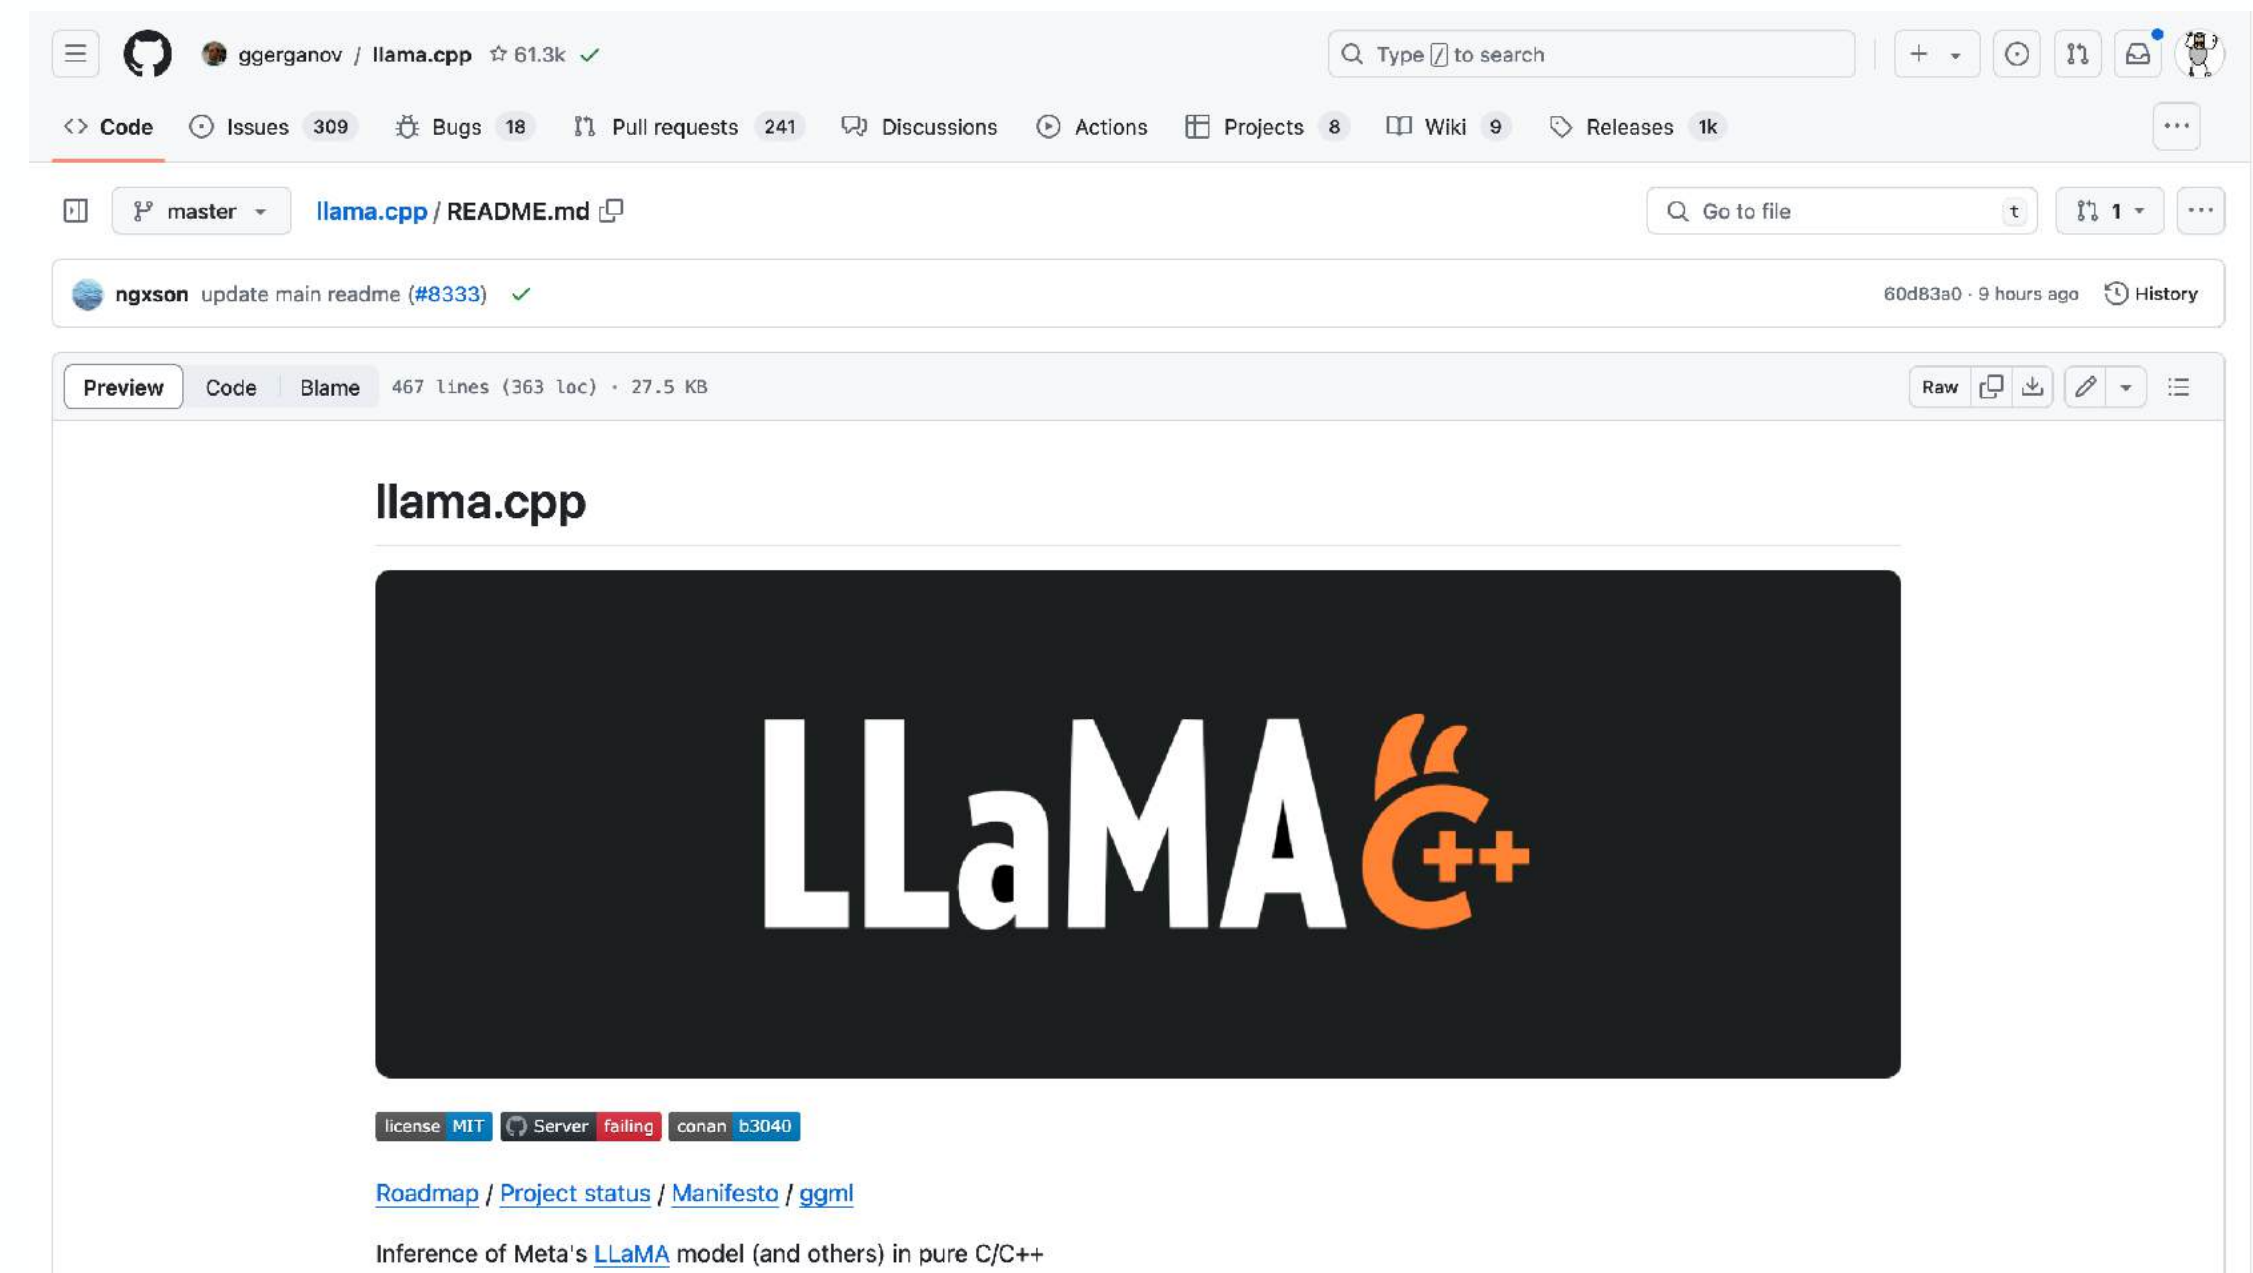 ggerganov / llama.cpp 61.3k Type / to search
Code Issues 309 Bugs 18 Pull requests 241 Discussions Actions Projects 8 Wiki 9 Releases 1k
master llama.cpp / README.md Go to file t 1
ngxson update main readme (#8333) 60d83a0 · 9 hours ago History
Preview Code Blame 467 lines (363 loc) · 27.5 KB Raw
llama.cpp
LLaMA C++
license MIT Server failing conan b3040
Roadmap / Project status / Manifesto / ggml
Inference of Meta's LLaMA model (and others) in pure C/C++